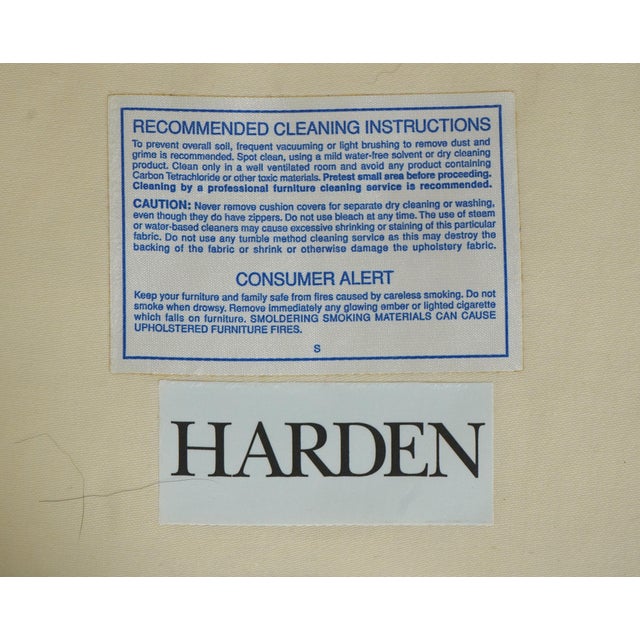 RECOMMENDED CLEANING INSTRUCTIONS
To prevent overall soil, frequent vacuuming or light brushing to remove dust and
grime is recommended. Spot clean, using a mild water-free solvent or dry cleaning
product. Clean only in a well ventilated room and avoid any product containing
Carbon Tetrachloride or other toxic materials. Pretest small area before proceeding.
Cleaning by a professional furniture cleaning service is recommended.
CAUTION: Never remove cushion covers for separate dry cleaning or washing,
even though they do have zippers. Do not use bleach at any time. The use of steam
or water-based cleaners may cause excessive shrinking or staining of this particular
fabric. Do not use any tumble method cleaning service as this may destroy the
backing of the fabric or shrink or otherwise damage the upholstery fabric.
CONSUMER ALERT
Keep your furniture and family safe from fires caused by careless smoking. Do not
smoke when drowsy. Remove immediately any glowing ember or lighted cigarette
which falls on furniture. SMOLDERING SMOKING MATERIALS CAN CAUSE
UPHOLSTERED FURNITURE FIRES.
S
HARDEN